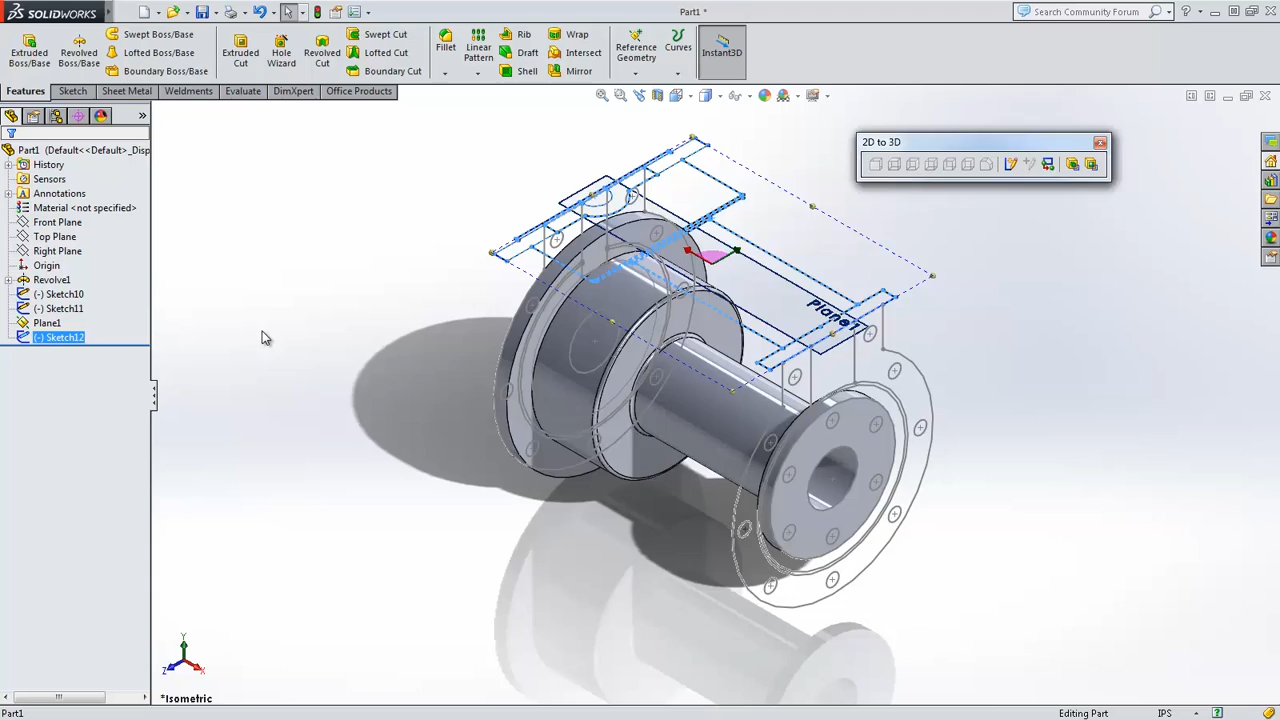 SOLIDWORKS
Part1 *
Search Community Forum
Extruded Boss/Base
Revolved Boss/Base
Swept Boss/Base
Lofted Boss/Base
Boundary Boss/Base
Extruded Cut
Hole Wizard
Revolved Cut
Swept Cut
Lofted Cut
Boundary Cut
Fillet
Linear Pattern
Rib
Draft
Shell
Wrap
Intersect
Mirror
Reference Geometry
Curves
Instant3D
Features Sketch Sheet Metal Weldments Evaluate DimXpert Office Products
Part1 (Default<<Default>_Disp
History
Sensors
Annotations
Material <not specified>
Front Plane
Top Plane
Right Plane
Origin
Revolve1
(-) Sketch10
(-) Sketch11
Plane1
(-) Sketch12
2D to 3D
Plane1
Y
Z
X
*Isometric
Part1
Editing Part
IPS